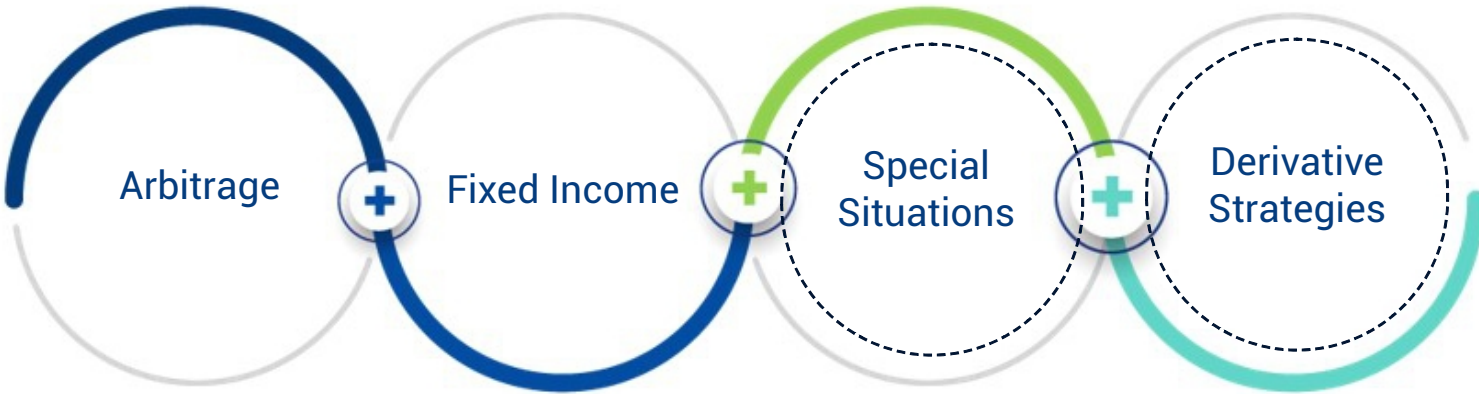 Arbitrage
Fixed Income
Special
Situations
Derivative
Strategies